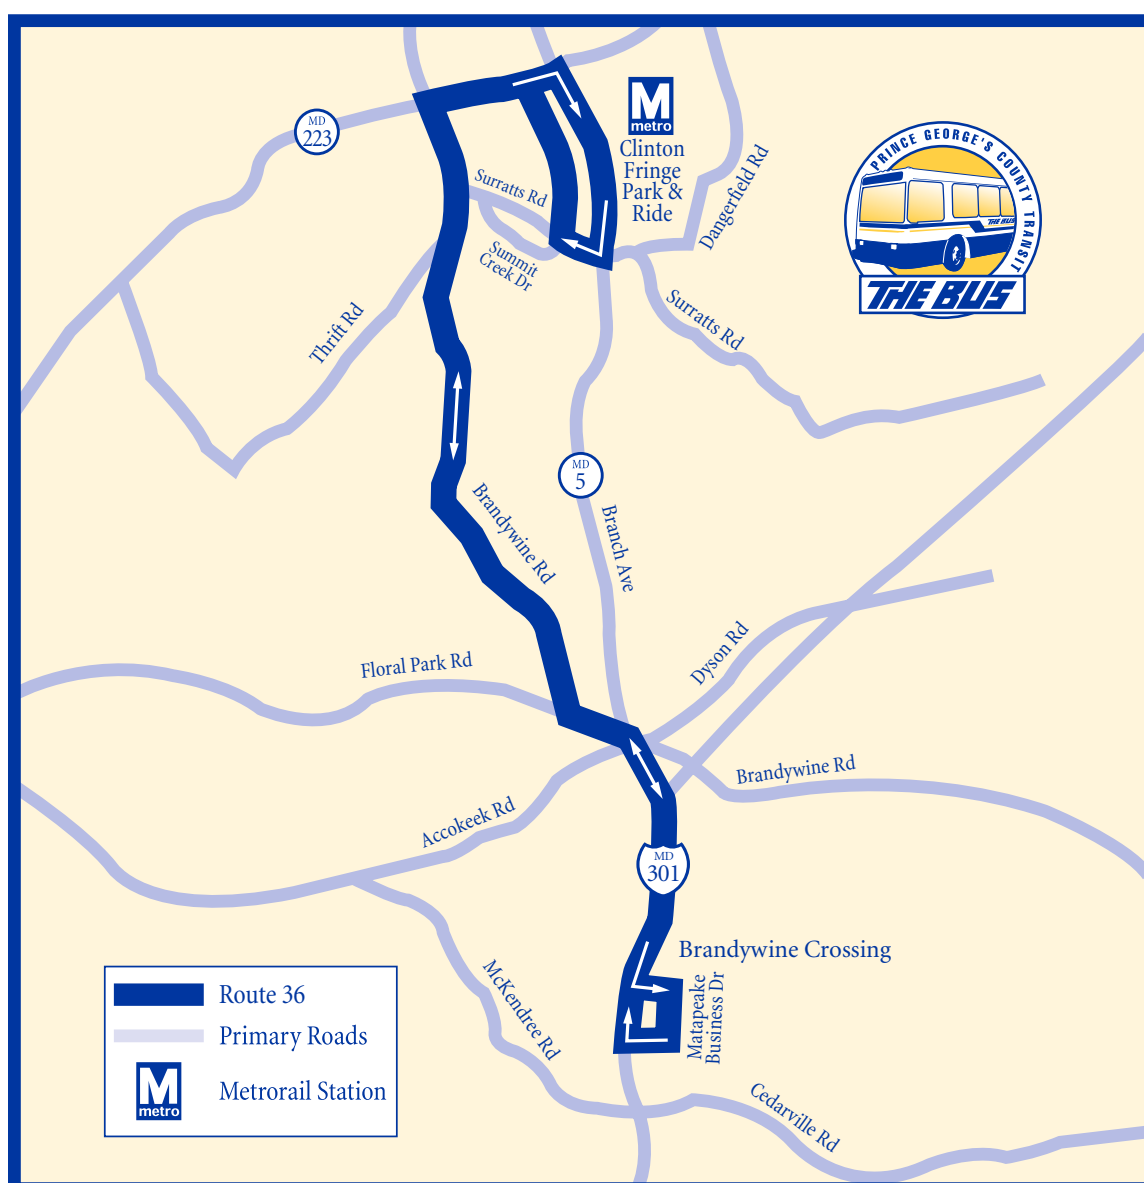 MD
223
metro
Clinton
Fringe
Park &
Ride
PRINCE GEORGE'S COUNTY TRANSIT
THE BUS
THE BUS
Surratts Rd
Dangerfield Rd
Summit
Creek Dr
Thrift Rd
Surratts Rd
MD
5
Brandywine Rd
Branch Ave
Floral Park Rd
Dyson Rd
Brandywine Rd
Accokeek Rd
MD
301
Brandywine Crossing
Matapeake
Business Dr
McKendree Rd
Cedarville Rd
Route 36
Primary Roads
metro
Metrorail Station